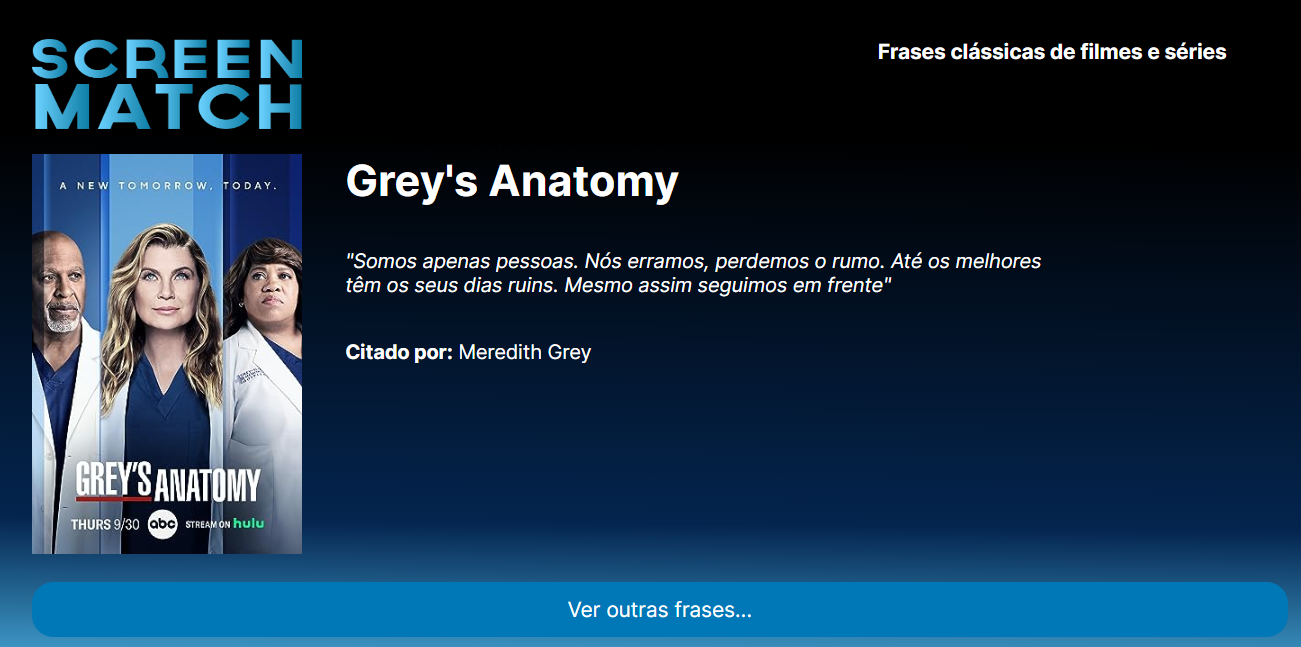 SCREEN
MATCH
Frases clássicas de filmes e séries
A NEW TOMORROW. TODAY.
GREY'S ANATOMY
THURS 9/30 abc STREAM ON hulu
Grey's Anatomy
"Somos apenas pessoas. Nós erramos, perdemos o rumo. Até os melhores
têm os seus dias ruins. Mesmo assim seguimos em frente"
Citado por: Meredith Grey
Ver outras frases...